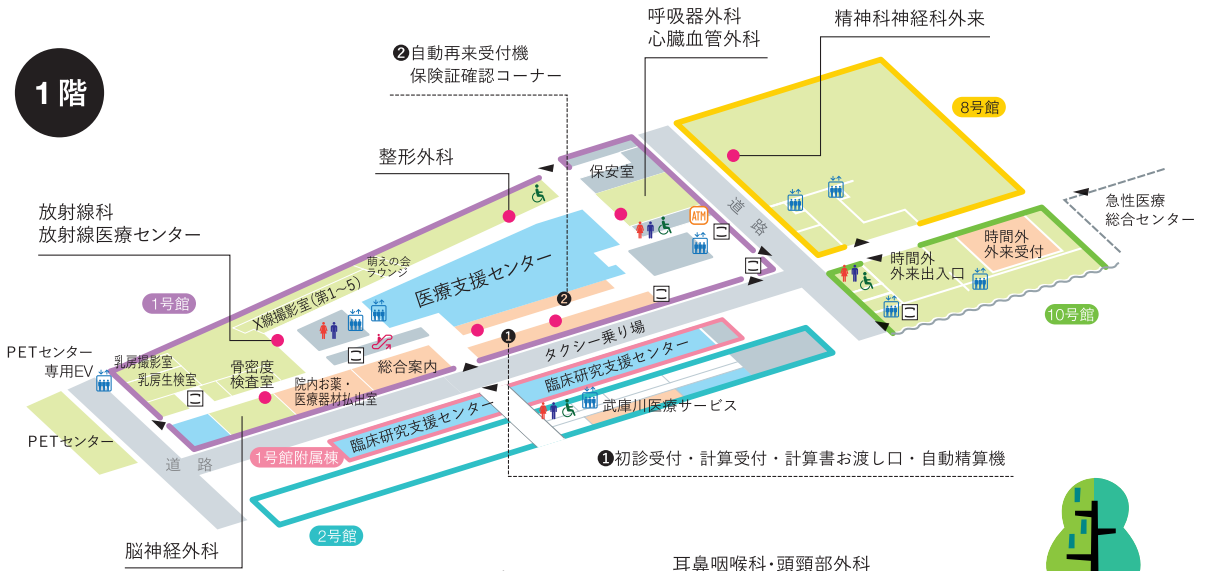 1階
❷自動再来受付機
保険証確認コーナー
呼吸器外科
心臓血管外科
精神科神経科外来
8号館
整形外科
保安室
ATM
道路
急性医療
総合センター
時間外
外来受付
時間外
外来出入口
10号館
放射線科
放射線医療センター
萌えの会
ラウンジ
医療支援センター
X線撮影室(第1〜5)
1号館
❷
❶
タクシー乗り場
PETセンター
専用EV
乳房撮影室
乳房生検室
骨密度
検査室
院内お薬・
医療器材払出室
総合案内
臨床研究支援センター
武庫川医療サービス
臨床研究支援センター
PETセンター
道路
1号館附属棟
❶初診受付・計算受付・計算書お渡し口・自動精算機
2号館
脳神経外科
耳鼻咽喉科・頭頸部外科